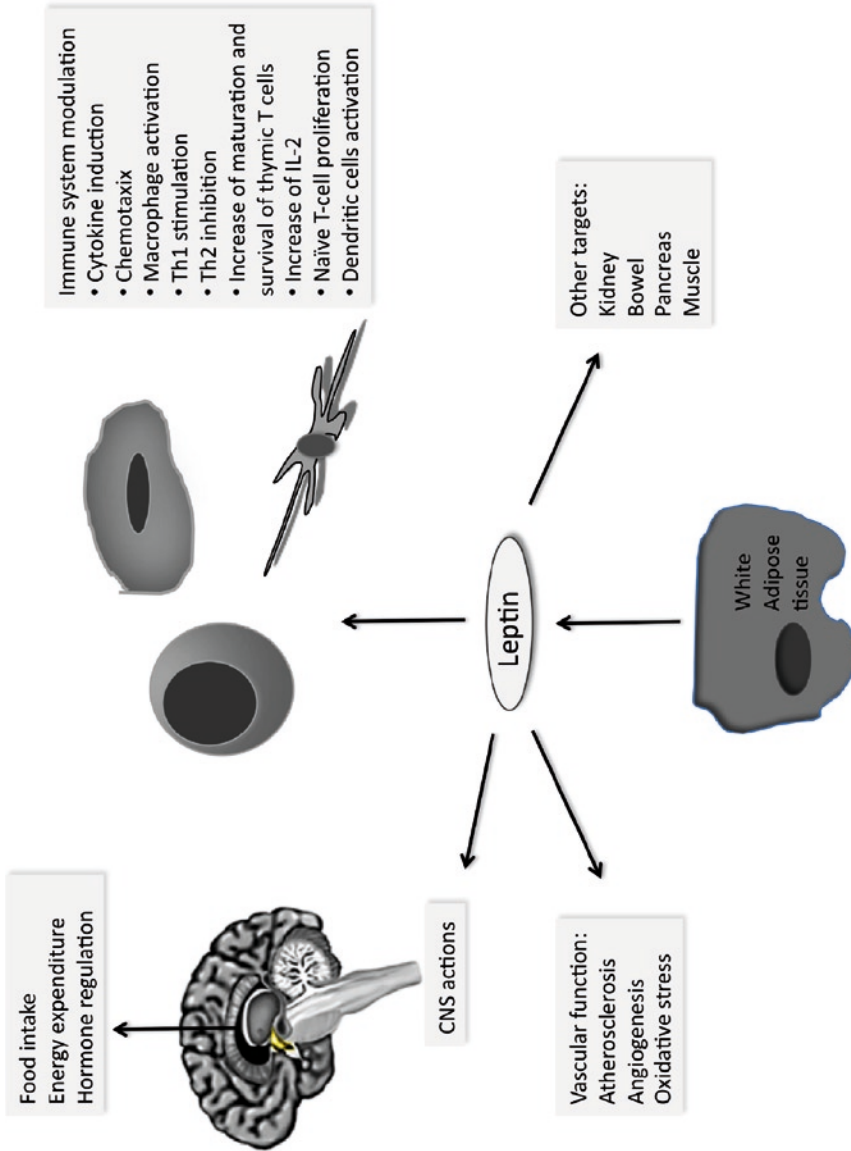 Food intake
Energy expenditure
Hormone regulation
Immune system modulation
• Cytokine induction
• Chemotaxix
• Macrophage activation
• Th1 stimulation
• Th2 inhibition
• Increase of maturation and
survival of thymic T cells
• Increase of IL-2
• Naïve T-cell proliferation
• Dendritic cells activation
CNS actions
Leptin
Vascular function:
Atherosclerosis
Angiogenesis
Oxidative stress
Other targets:
Kidney
Bowel
Pancreas
Muscle
White
Adipose
tissue